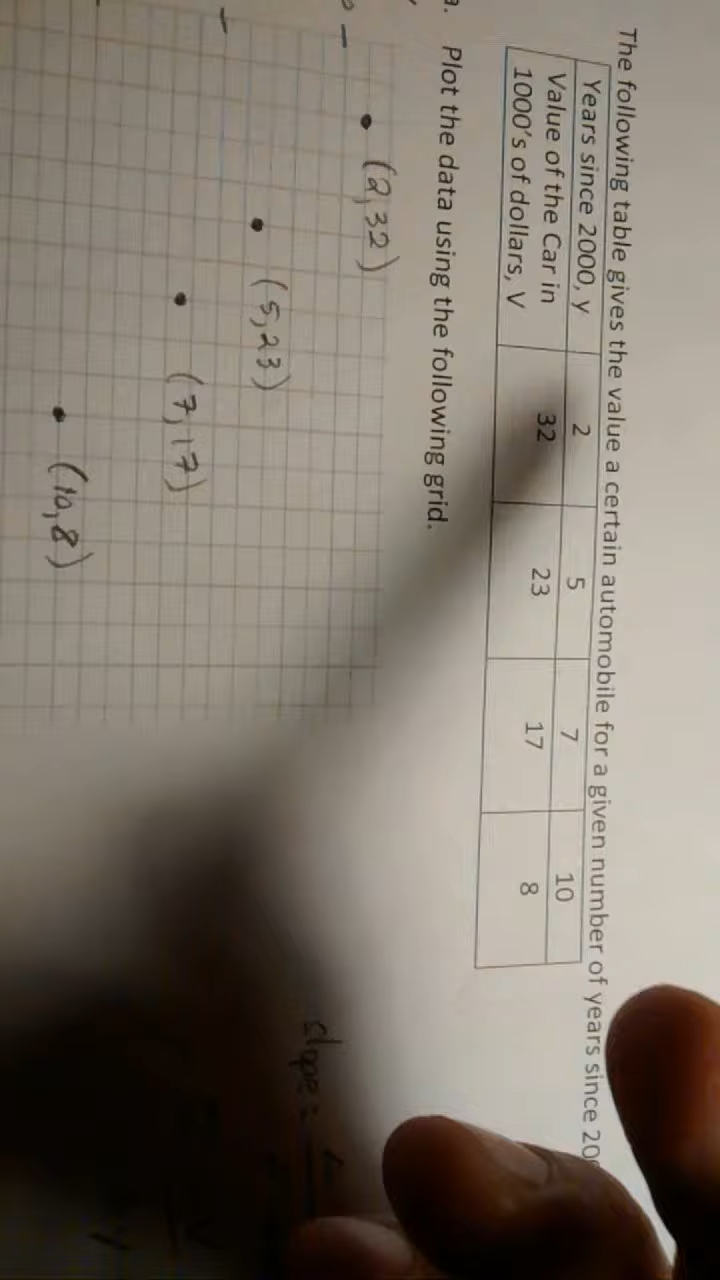 The following table gives the value a certain automobile for a given number of years since
Years since 2000, y 2 5 7 10
Value of the Car in
1000's of dollars, V 32 23 17 8
Plot the data using the following grid.
(2,32)
(5,23)
(7,17)
(10,8)
slope =